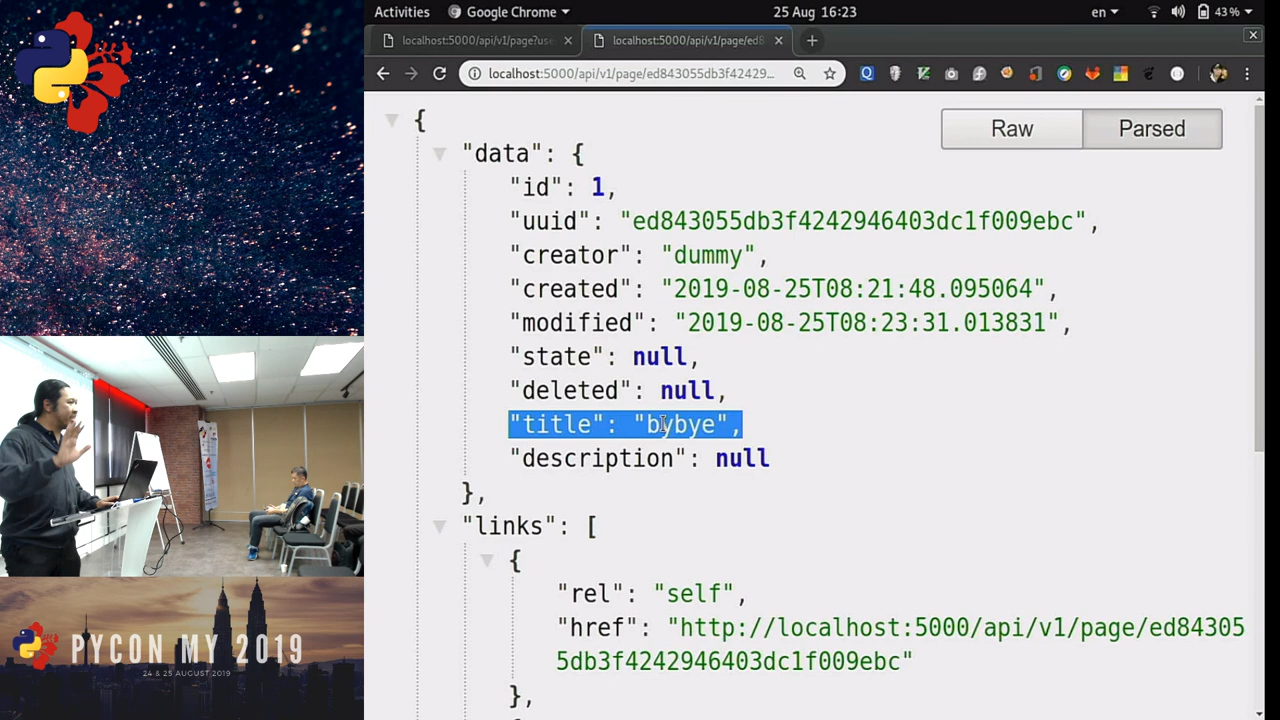 Activities
Google Chrome
25 Aug 16:23
en
43%
localhost:5000/api/v1/page?use
localhost:5000/api/v1/page/ed8
localhost:5000/api/v1/page/ed843055db3f42429...
Raw
Parsed
{
"data": {
"id": 1,
"uuid": "ed843055db3f4242946403dc1f009ebc",
"creator": "dummy",
"created": "2019-08-25T08:21:48.095064",
"modified": "2019-08-25T08:23:31.013831",
"state": null,
"deleted": null,
"title": "bybye",
"description": null
},
"links": [
{
"rel": "self",
"href": "http://localhost:5000/api/v1/page/ed84305
5db3f4242946403dc1f009ebc"
},
{
PYCON MY 2019
24 & 25 AUGUST 2019